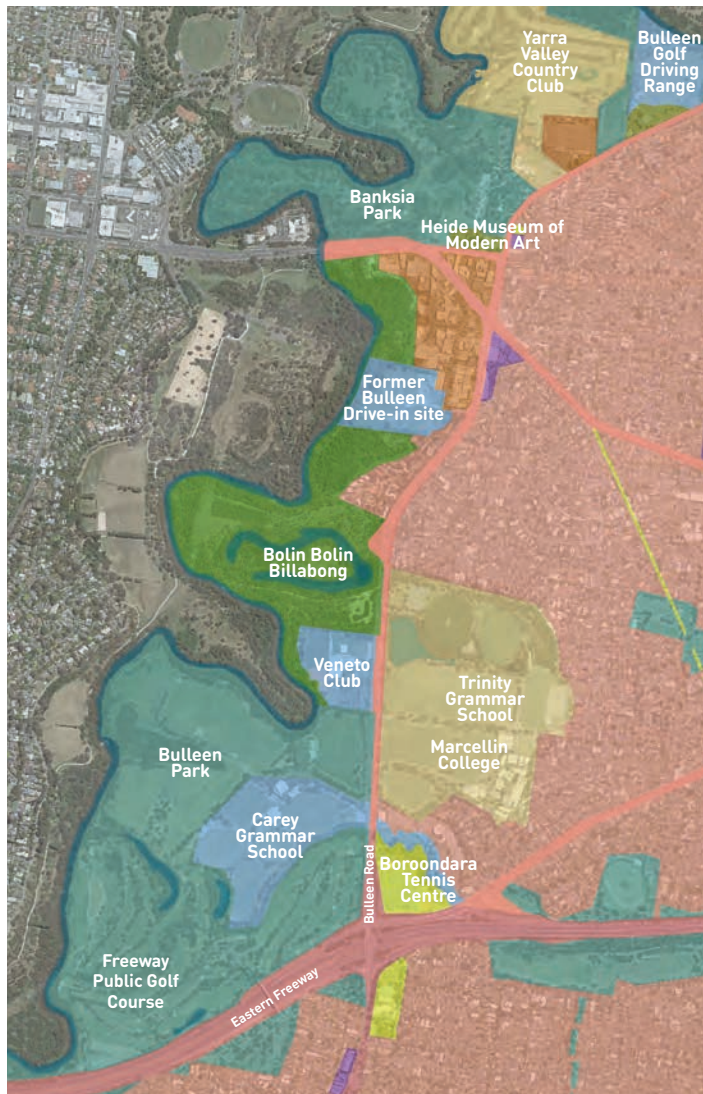 Yarra
Valley
Country
Club
Bulleen
Golf
Driving
Range
Banksia
Park
Heide Museum of
Modern Art
Former
Bulleen
Drive-in site
Bolin Bolin
Billabong
Veneto
Club
Trinity
Grammar
School
Marcellin
College
Bulleen
Park
Carey
Grammar
School
Boroondara
Tennis
Centre
Bulleen Road
Freeway
Public Golf
Course
Eastern Freeway